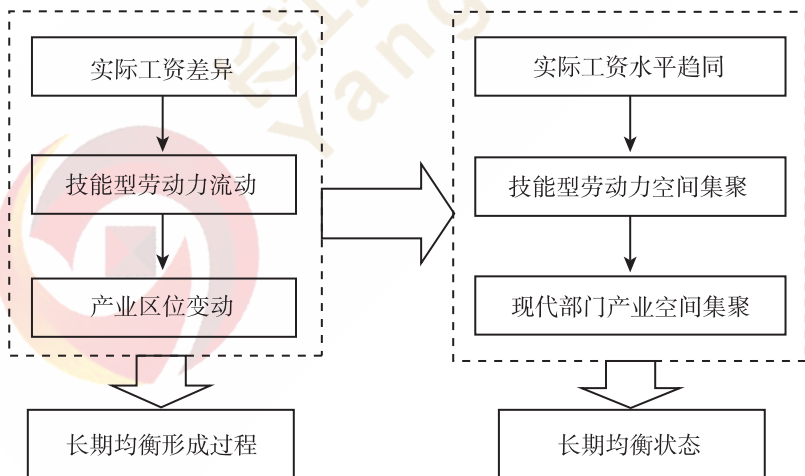 长江
Yang
实际工资差异
技能型劳动力流动
产业区位变动
长期均衡形成过程
实际工资水平趋同
技能型劳动力空间集聚
现代部门产业空间集聚
长期均衡状态